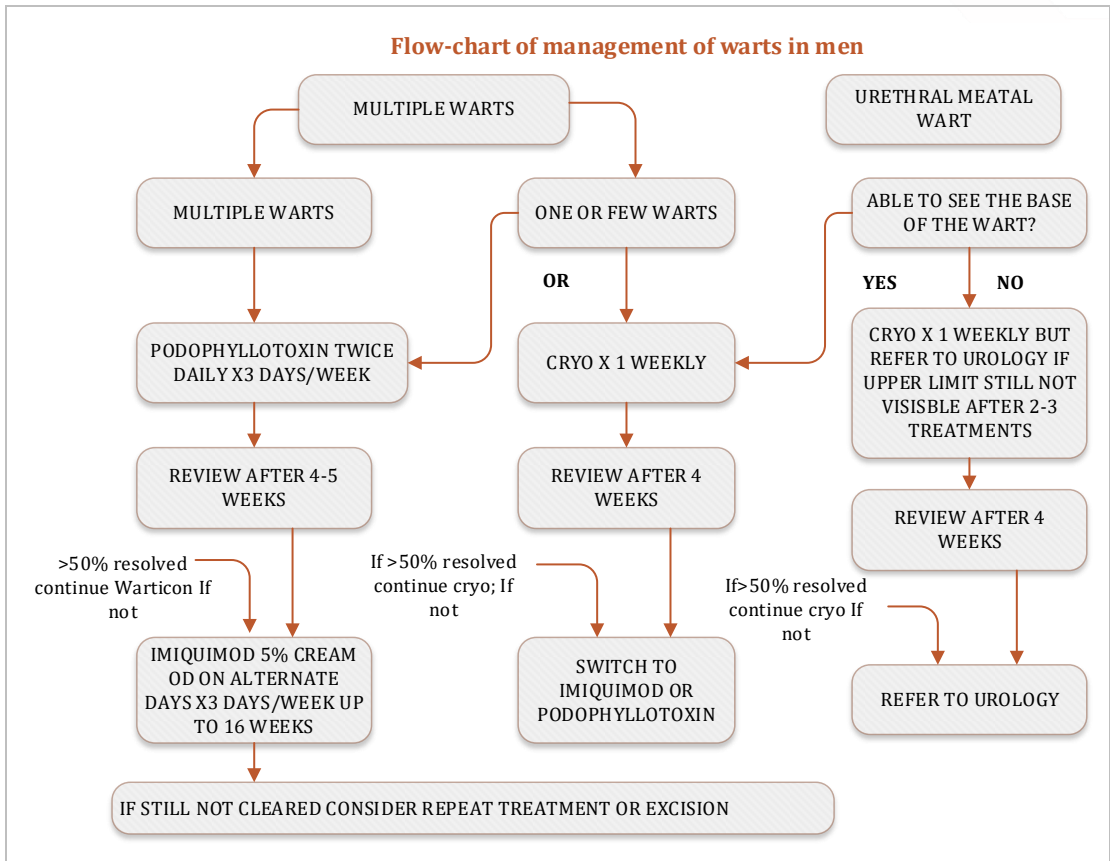 Flow-chart of management of warts in men
MULTIPLE WARTS
URETHRAL MEATAL
WART
MULTIPLE WARTS
ONE OR FEW WARTS
ABLE TO SEE THE BASE
OF THE WART?
OR
YES
NO
PODOPHYLLOTOXIN TWICE
DAILY X3 DAYS/WEEK
CRYO X 1 WEEKLY
CRYO X 1 WEEKLY BUT
REFER TO UROLOGY IF
UPPER LIMIT STILL NOT
VISISBLE AFTER 2-3
TREATMENTS
REVIEW AFTER 4-5
WEEKS
REVIEW AFTER 4
WEEKS
REVIEW AFTER 4
WEEKS
>50% resolved
continue Warticon If
not
If >50% resolved
continue cryo; If
not
If>50% resolved
continue cryo If
not
IMIQUIMOD 5% CREAM
OD ON ALTERNATE
DAYS X3 DAYS/WEEK UP
TO 16 WEEKS
SWITCH TO
IMIQUIMOD OR
PODOPHYLLOTOXIN
REFER TO UROLOGY
IF STILL NOT CLEARED CONSIDER REPEAT TREATMENT OR EXCISION